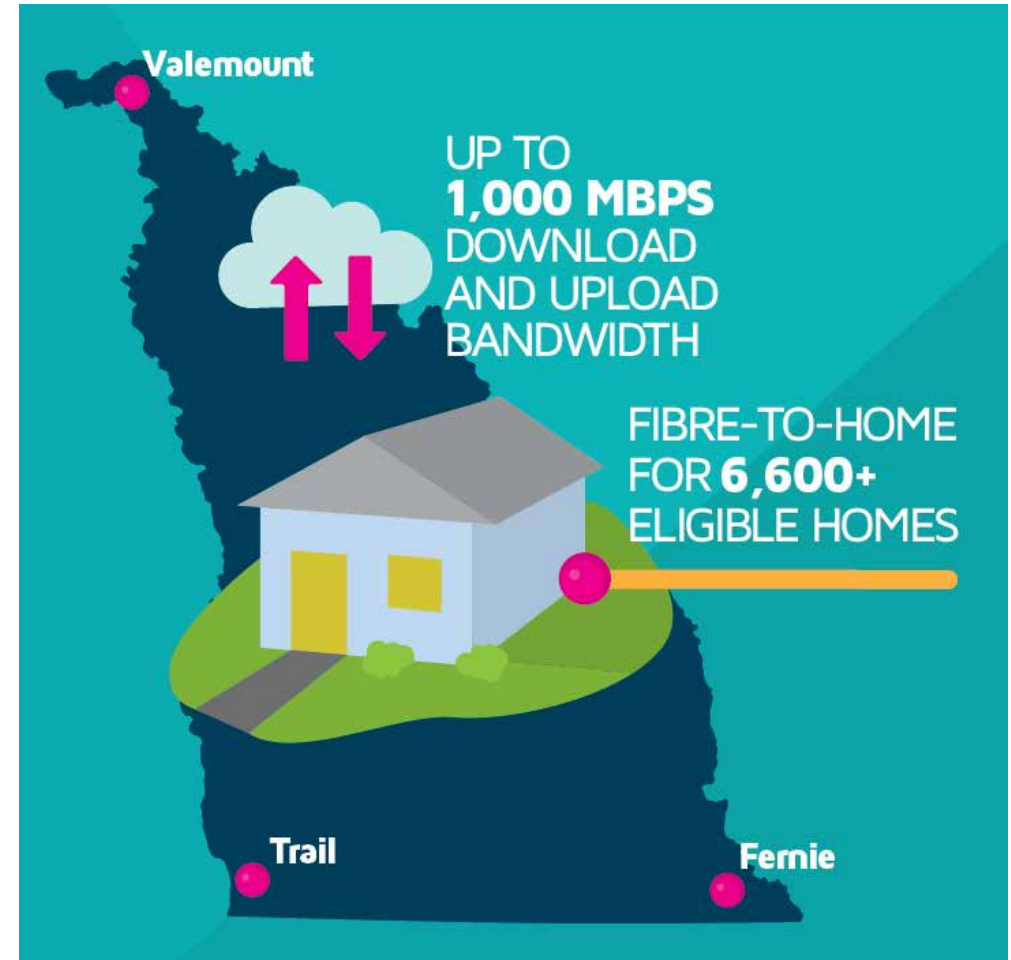 Valemount
UP TO
1,000 MBPS
DOWNLOAD
AND UPLOAD
BANDWIDTH
FIBRE-TO-HOME
FOR 6,600+
ELIGIBLE HOMES
Trail
Fernie